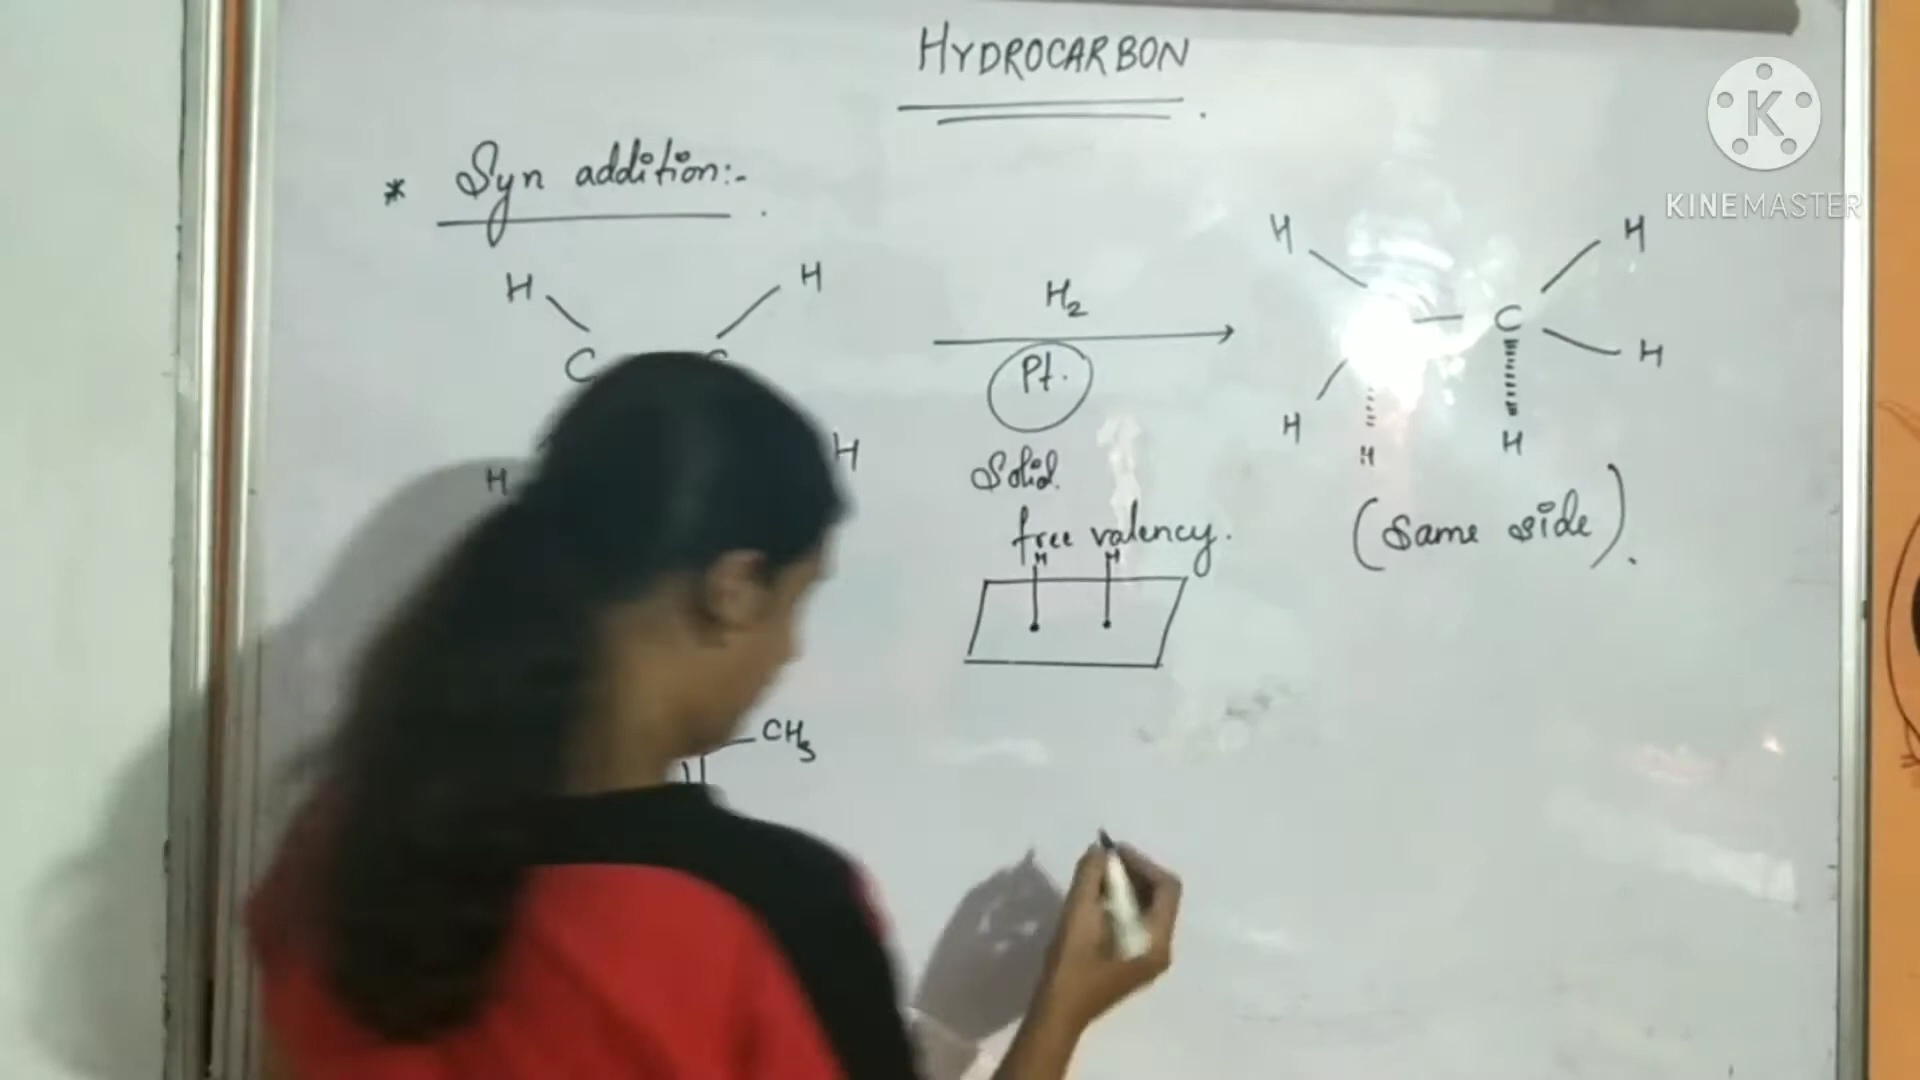 HYDROCARBON
* Syn addition:-
H H
C C
H H
H2
Pt.
Solid.
free valency.
H H
H H
C
H
H
H H
(Same side).
CH3
K
KINEMASTER